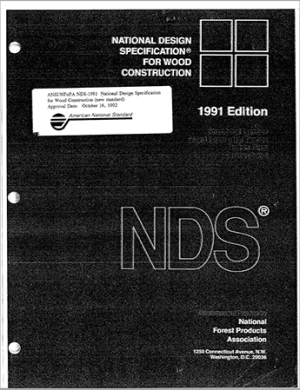 NATIONAL DESIGN
SPECIFICATION®
FOR WOOD
CONSTRUCTION
ANSI/NFoPA NDS-1991 National Design Specification
for Wood Construction (new standard)
Approval Date: October 16, 1992
American National Standard
1991 Edition
NDS®
National
Forest Products
Association
1250 Connecticut Avenue, N.W.
Washington, D.C. 20036